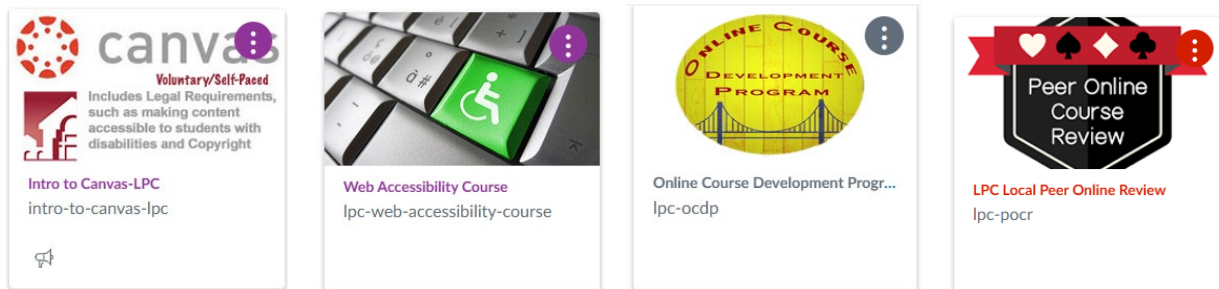 canvas
Voluntary/Self-Paced
Includes Legal Requirements,
such as making content
accessible to students with
disabilities and Copyright
Intro to Canvas-LPC
intro-to-canvas-lpc
Web Accessibility Course
lpc-web-accessibility-course
ONLINE COURSE
DEVELOPMENT
PROGRAM
Online Course Development Progr...
lpc-ocdp
Peer Online
Course
Review
LPC Local Peer Online Review
lpc-pocr